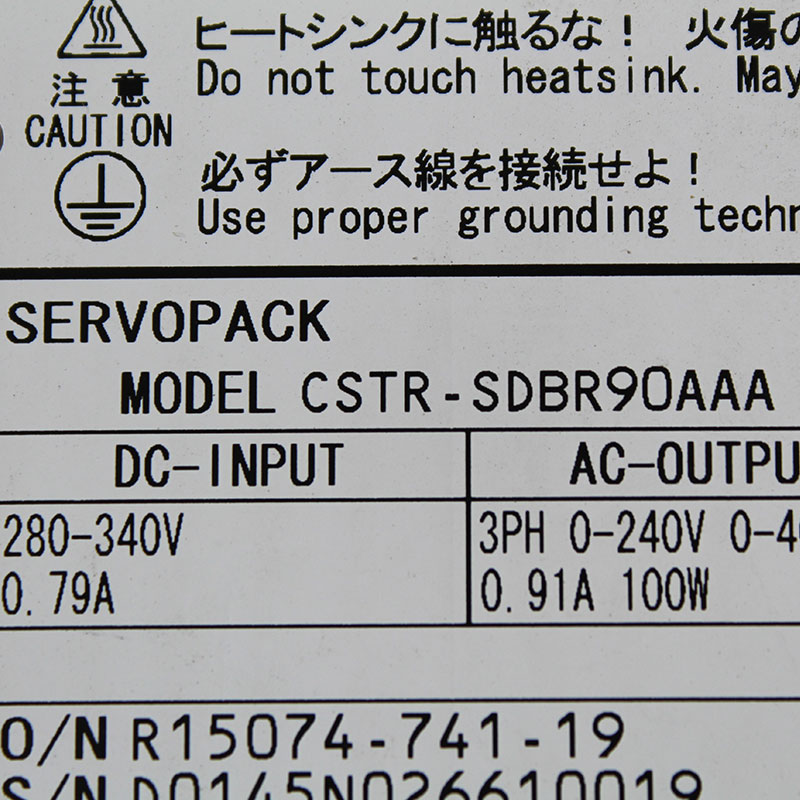 ヒートシンクに触るな！ 火傷の
Do not touch heatsink. May
注 意
CAUTION
必ずアース線を接続せよ！
Use proper grounding techn
SERVOPACK
MODEL CSTR-SDBR90AAA
DC-INPUT
AC-OUTPU
280-340V
3PH 0-240V 0-4
0.79A
0.91A 100W
O/N R15074-741-19
S/N D0145N026610019